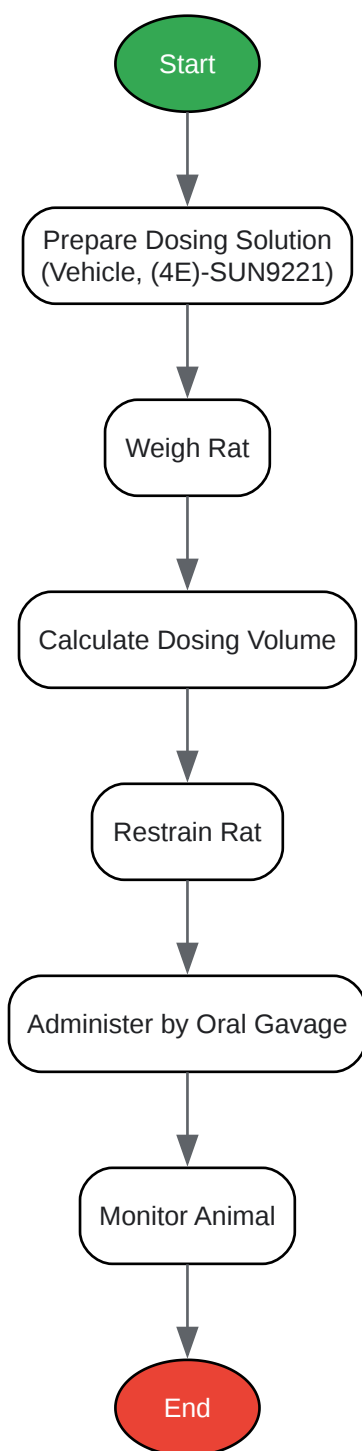 Start
Prepare Dosing Solution
(Vehicle, (4E)-SUN9221)
Weigh Rat
Calculate Dosing Volume
Restrain Rat
Administer by Oral Gavage
Monitor Animal
End